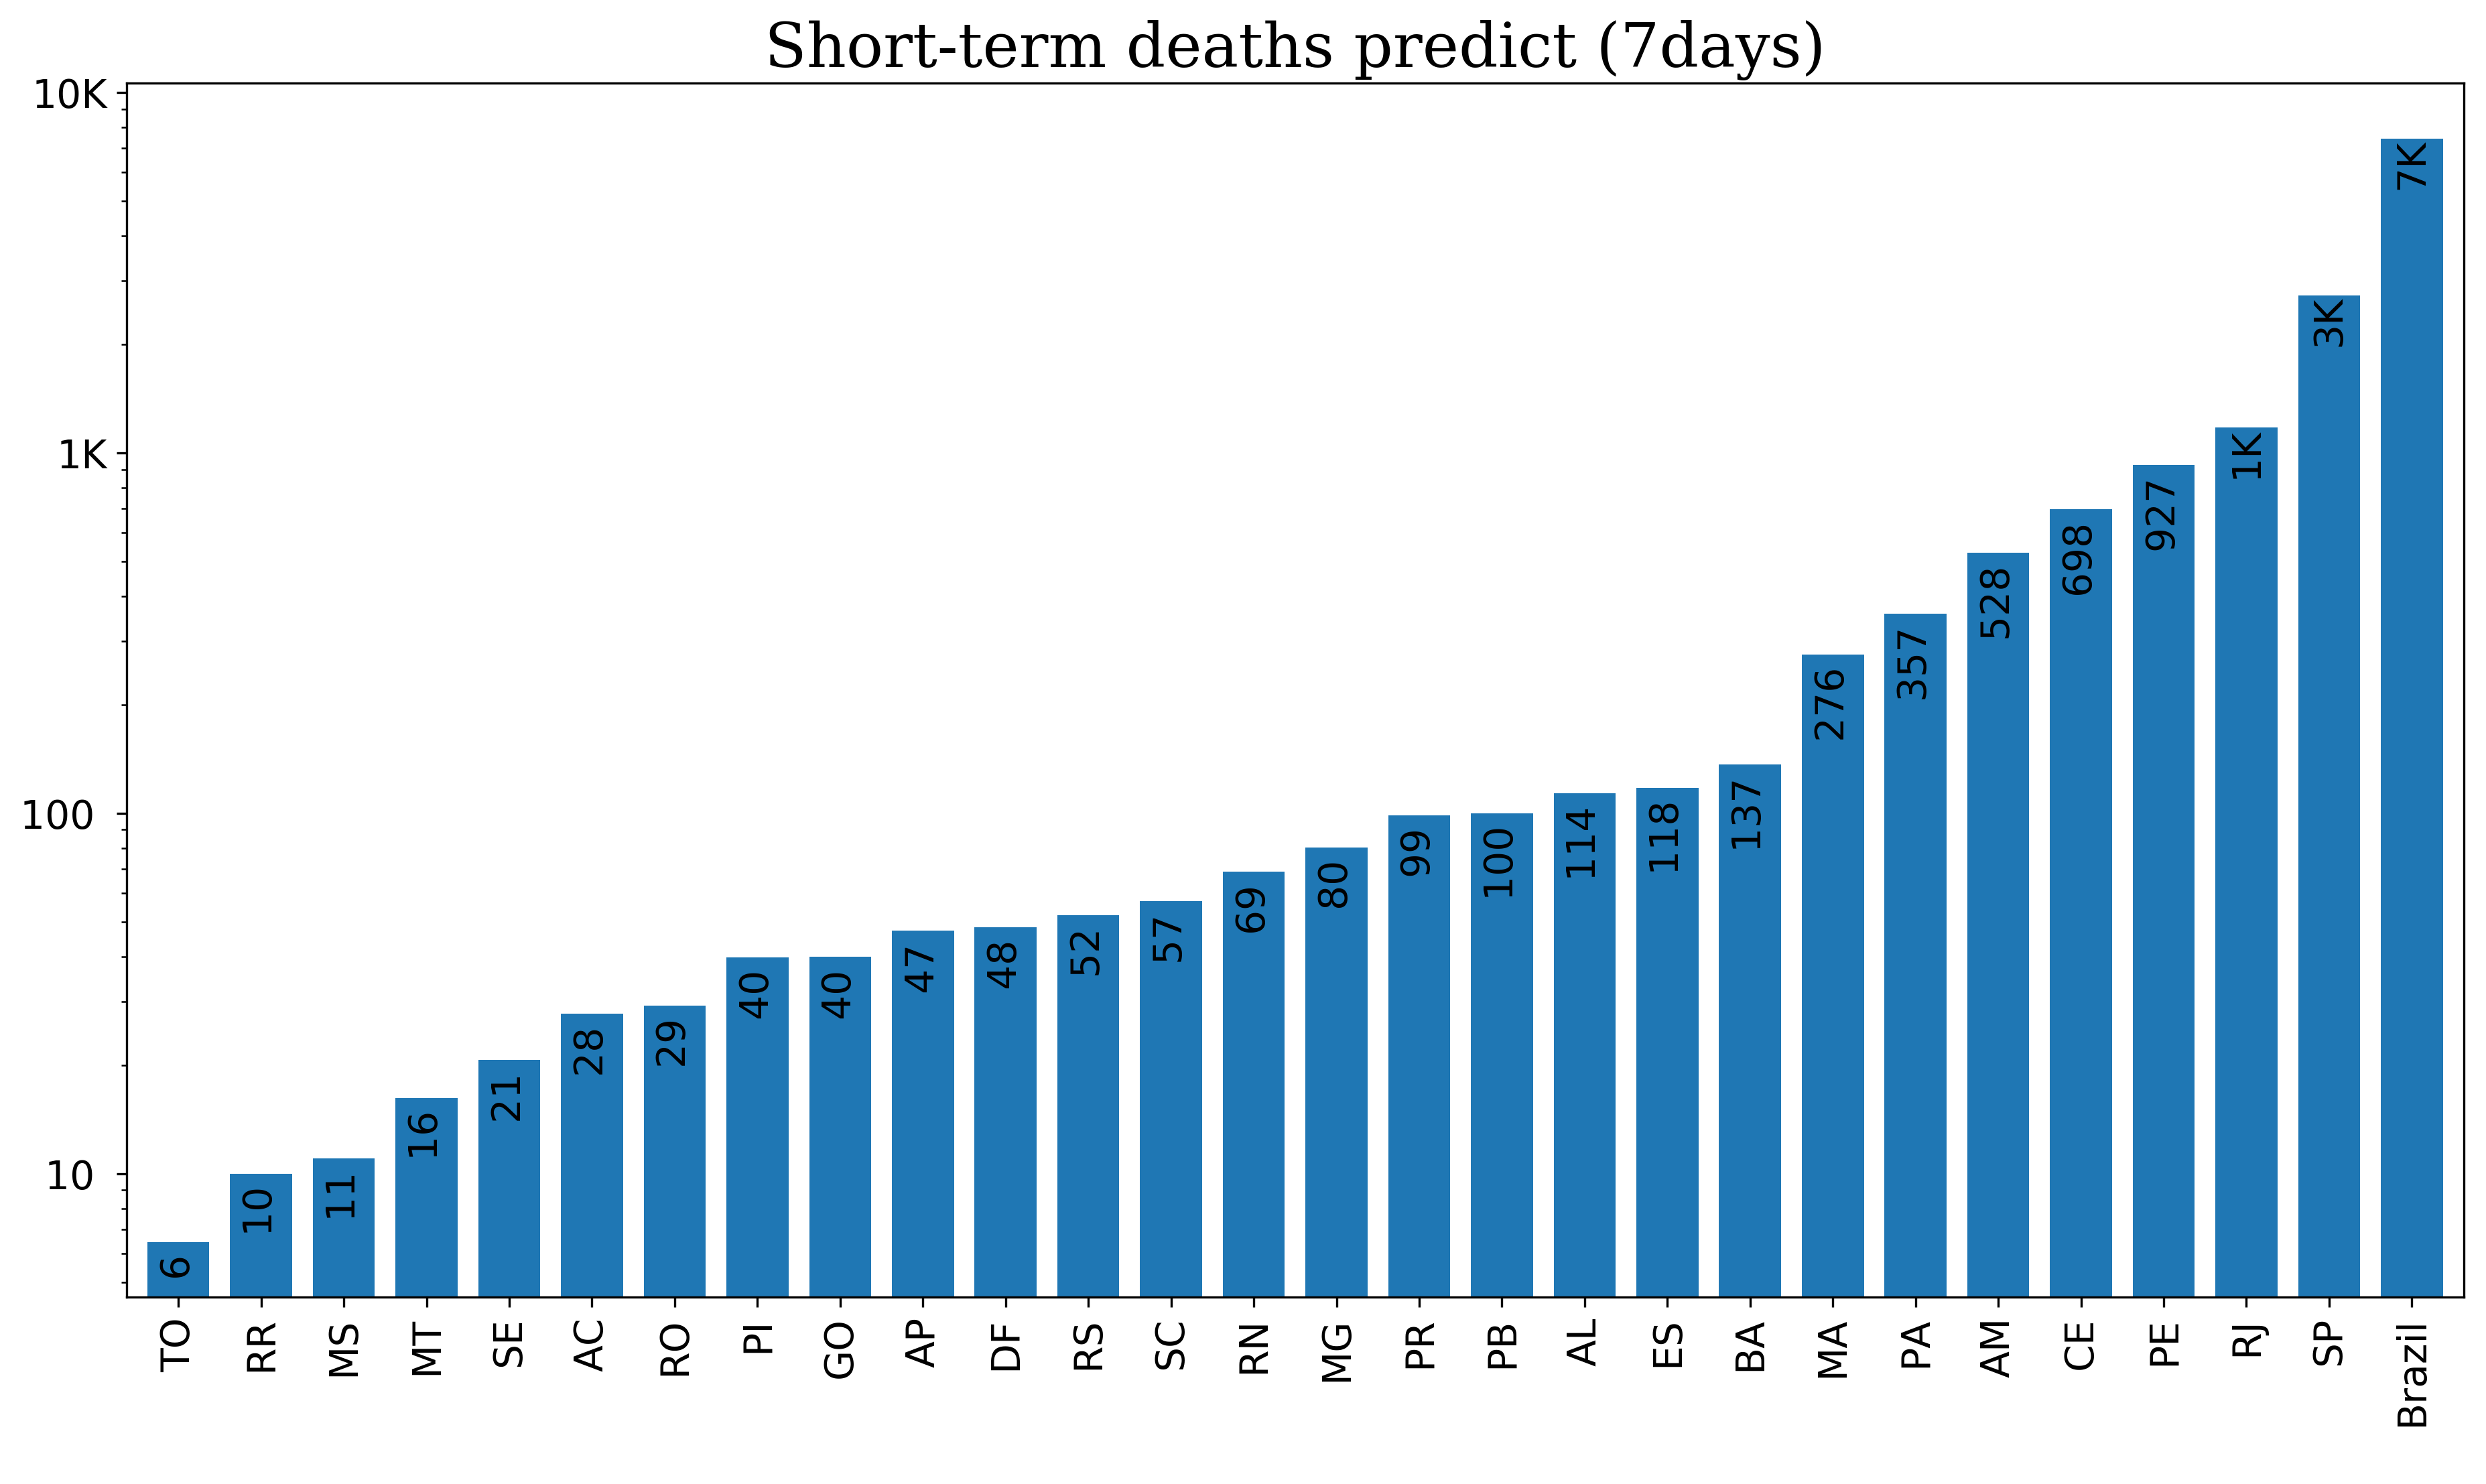 Short-term deaths predict (7days)
10K
1K
100
10
6
10
11
16
21
28
29
40
40
47
48
52
57
69
80
99
100
114
118
137
276
357
528
698
927
1K
3K
7K
TO
RR
MS
MT
SE
AC
RO
PI
GO
AP
DF
RS
SC
RN
MG
PR
PB
AL
ES
BA
MA
PA
AM
CE
PE
RJ
SP
Brazil